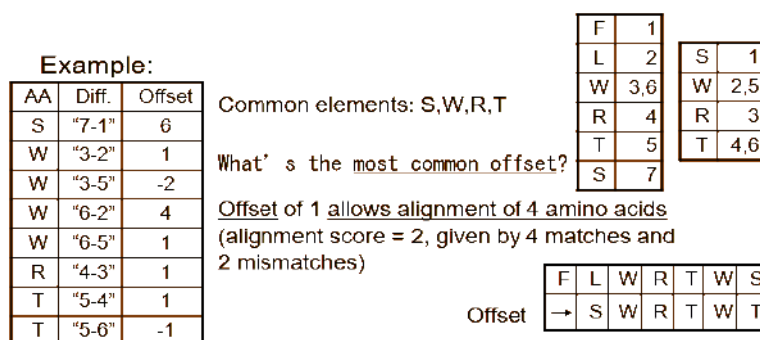 Example:
AA Diff. Offset
S "7-1" 6
W "3-2" 1
W "3-5" -2
W "6-2" 4
W "6-5" 1
R "4-3" 1
T "5-4" 1
T "5-6" -1
Common elements: S,W,R,T
What's the most common offset?
Offset of 1 allows alignment of 4 amino acids
(alignment score = 2, given by 4 matches and
2 mismatches)
F 1
L 2
W 3,6
R 4
T 5
S 7
S 1
W 2,5
R 3
T 4,6
F L W R T W S
Offset → S W R T W T